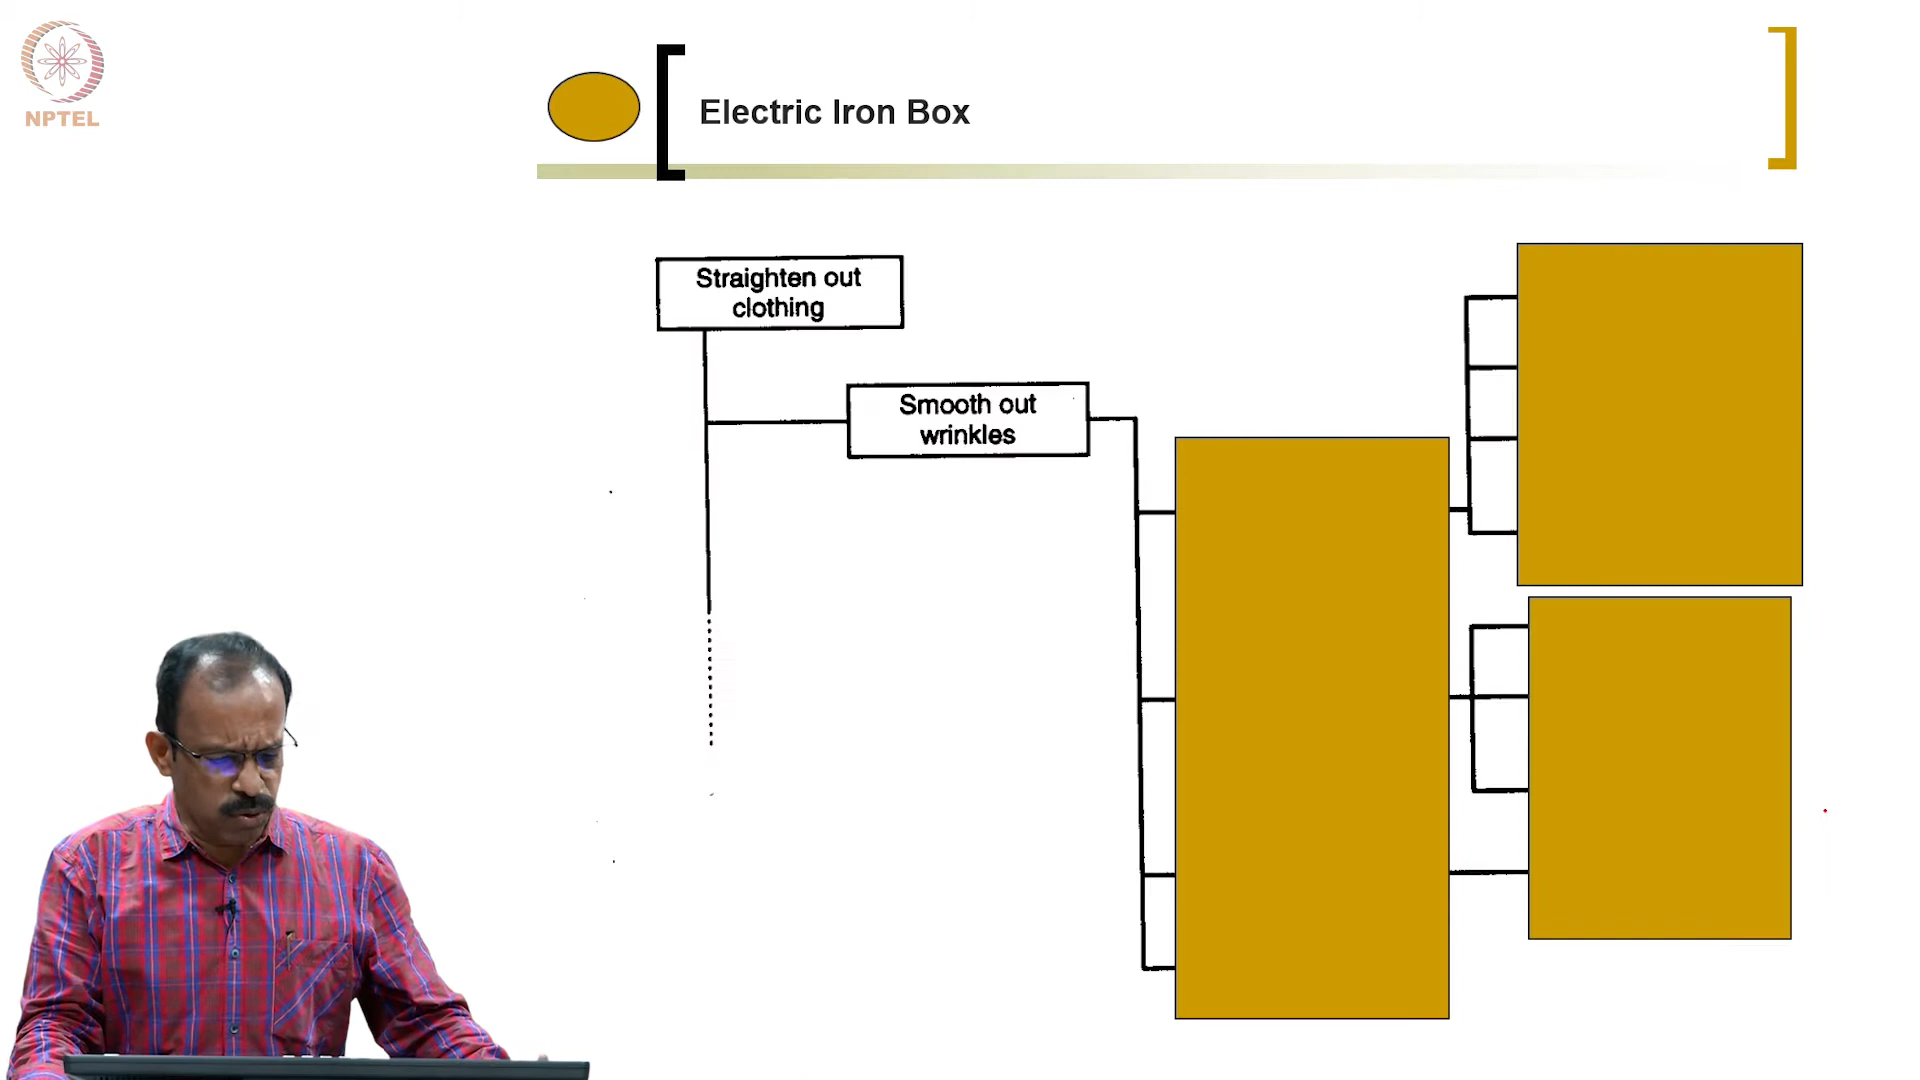 NPTEL
Electric Iron Box
Straighten out
clothing
Smooth out
wrinkles